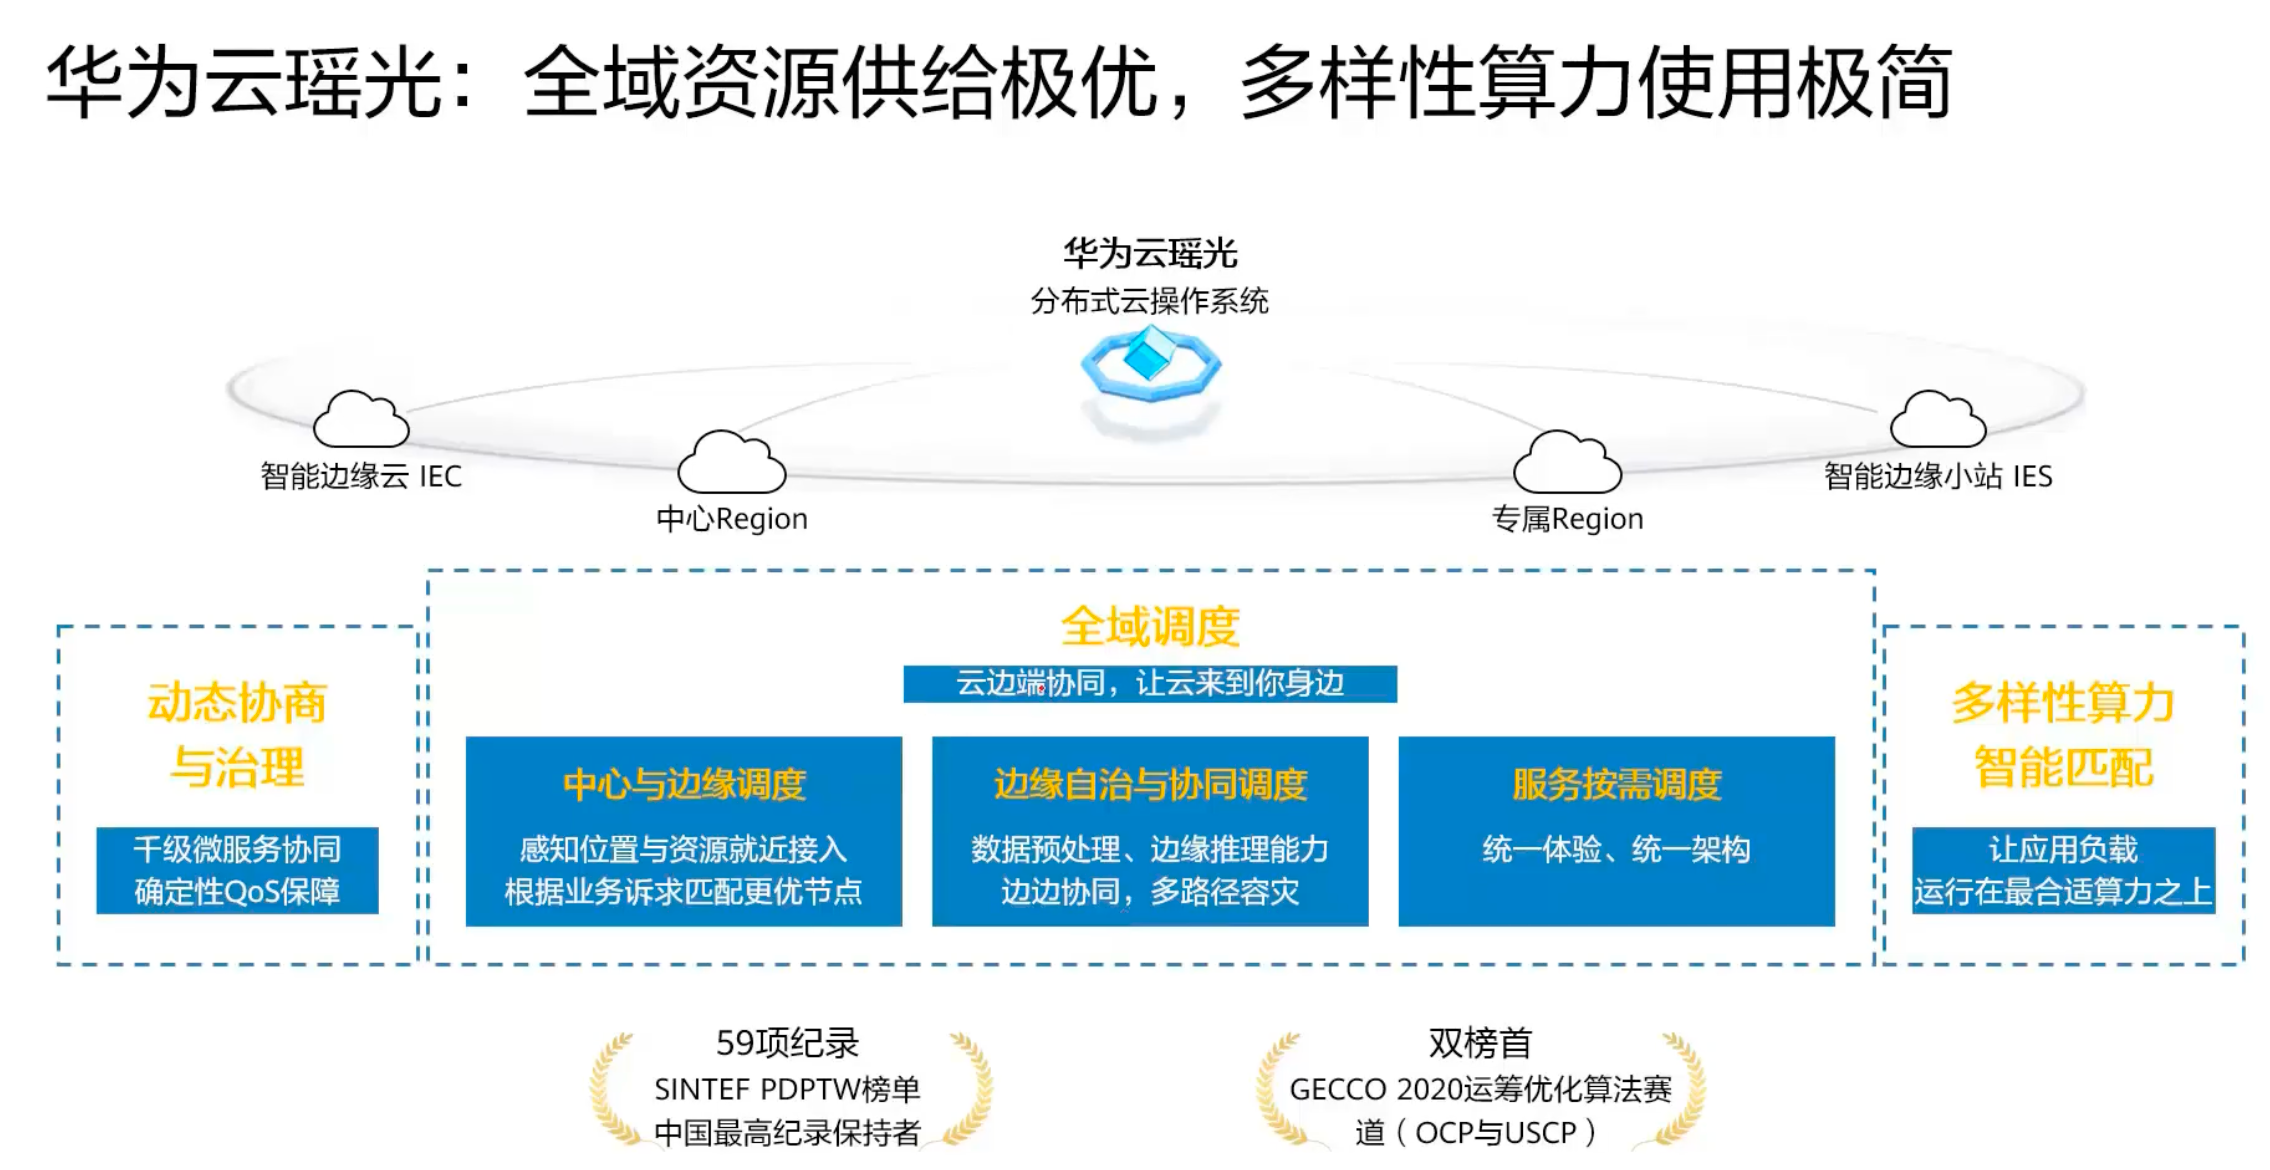 华为云瑶光：全域资源供给极优，多样性算力使用极简
华为云瑶光
分布式云操作系统
智能边缘云 IEC
中心Region
专属Region
智能边缘小站 IES
动态协商
与治理
千级微服务协同
确定性QoS保障
全域调度
云边端协同，让云来到你身边
中心与边缘调度
感知位置与资源就近接入
根据业务诉求匹配更优节点
边缘自治与协同调度
数据预处理、边缘推理能力
边边协同，多路径容灾
服务按需调度
统一体验、统一架构
多样性算力
智能匹配
让应用负载
运行在最合适算力之上
59项纪录
SINTEF PDPTW榜单
中国最高纪录保持者
双榜首
GECCO 2020运筹优化算法赛
道（OCP与USCP）